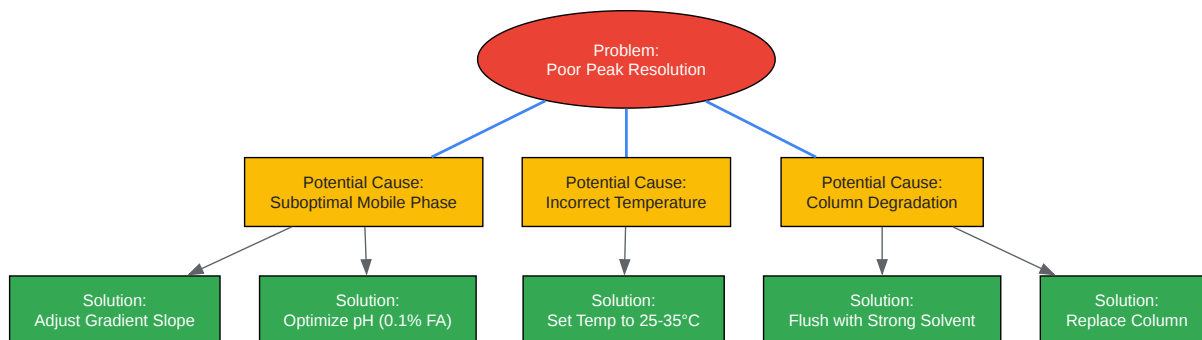 Problem:
Poor Peak Resolution
Potential Cause:
Suboptimal Mobile Phase
Potential Cause:
Incorrect Temperature
Potential Cause:
Column Degradation
Solution:
Adjust Gradient Slope
Solution:
Optimize pH (0.1% FA)
Solution:
Set Temp to 25-35°C
Solution:
Flush with Strong Solvent
Solution:
Replace Column